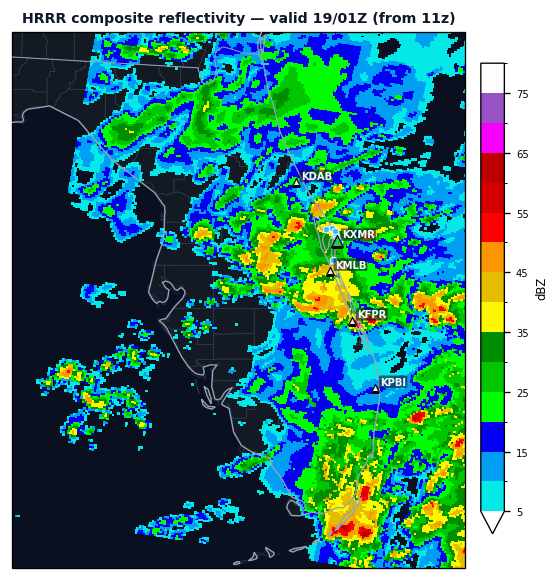 HRRR composite reflectivity — valid 19/01Z (from 11z)
KDAB
KXMR
KMLB
KFPR
KPBI
75
65
55
45
35
25
15
5
dBZ